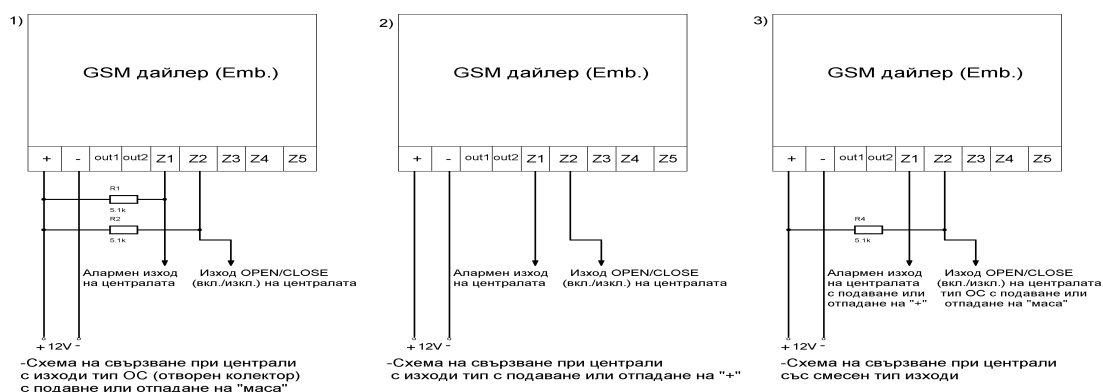 1)
GSM дайлер (Emb.)
+ - out1 out2 Z1 Z2 Z3 Z4 Z5
R1
5.1k
R2
5.1k
Алармен изход
на централата
Изход OPEN/CLOSE
(вкл./изкл.) на централата
+ 12V -
-Схема на свързване при централи
с изходи тип ОС (отворен колектор)
с подавне или отпадане на "маса"
2)
GSM дайлер (Emb.)
+ - out1 out2 Z1 Z2 Z3 Z4 Z5
Алармен изход
на централата
Изход OPEN/CLOSE
(вкл./изкл.) на централата
+ 12V -
-Схема на свързване при централи
с изходи тип с подаване или отпадане на "+"
3)
GSM дайлер (Emb.)
+ - out1 out2 Z1 Z2 Z3 Z4 Z5
R4
5.1k
Алармен изход
на централата
с подаване или
отпадане на "+"
Изход OPEN/CLOSE
(вкл./изкл.) на централата
тип ОС с подаване или
отпадане на "маса"
+ 12V -
-Схема на свързване при централи
със смесен тип изходи